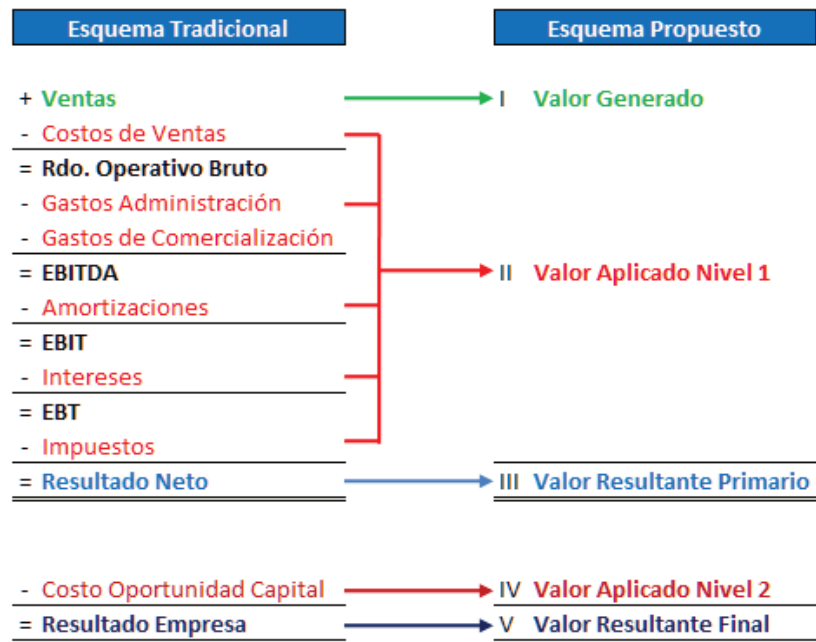 Esquema Tradicional Esquema Propuesto
+ Ventas I Valor Generado
- Costos de Ventas
= Rdo. Operativo Bruto
- Gastos Administración
- Gastos de Comercialización
= EBITDA II Valor Aplicado Nivel 1
- Amortizaciones
= EBIT
- Intereses
= EBT
- Impuestos
= Resultado Neto III Valor Resultante Primario
- Costo Oportunidad Capital IV Valor Aplicado Nivel 2
= Resultado Empresa V Valor Resultante Final